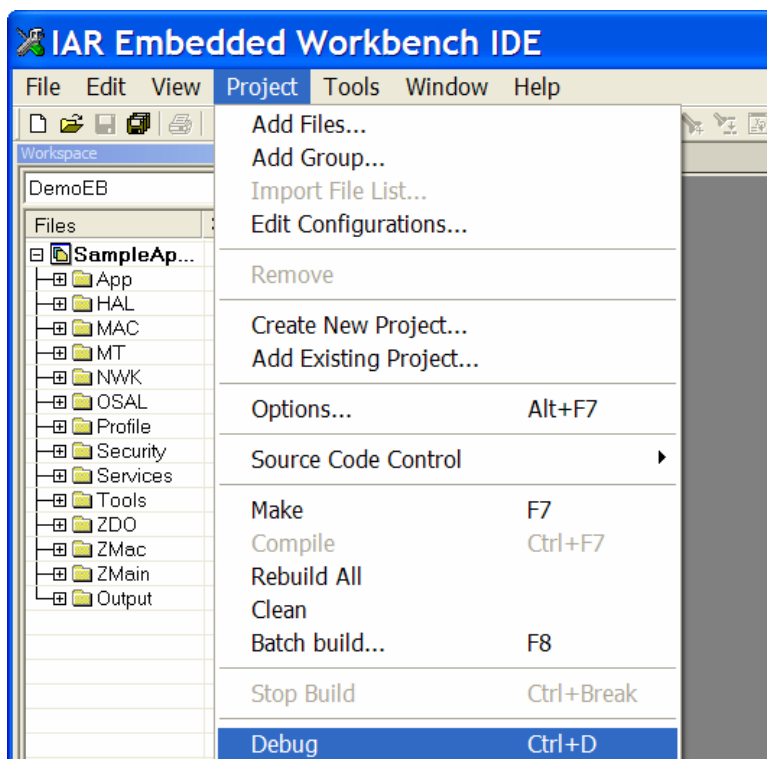 IAR Embedded Workbench IDE
File Edit View Project Tools Window Help
Workspace
DemoEB
Files
SampleAp...
App
HAL
MAC
MT
NWK
OSAL
Profile
Security
Services
Tools
ZDO
ZMac
ZMain
Output
Add Files...
Add Group...
Import File List...
Edit Configurations...
Remove
Create New Project...
Add Existing Project...
Options... Alt+F7
Source Code Control
Make F7
Compile Ctrl+F7
Rebuild All
Clean
Batch build... F8
Stop Build Ctrl+Break
Debug Ctrl+D